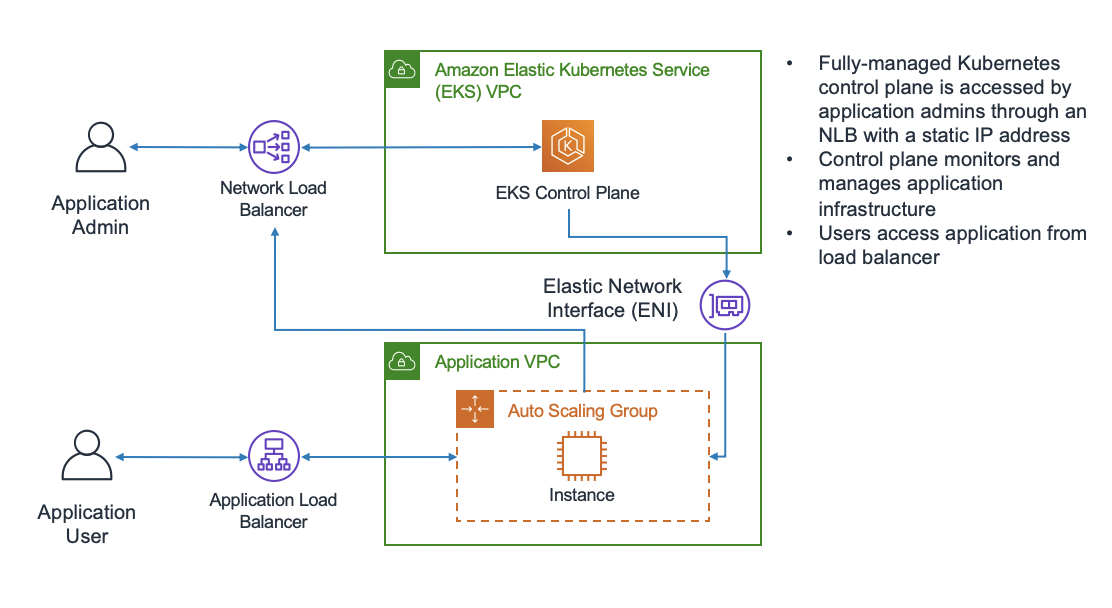 Amazon Elastic Kubernetes Service
(EKS) VPC
Application
Admin
Network Load
Balancer
EKS Control Plane
Elastic Network
Interface (ENI)
Application VPC
Auto Scaling Group
Instance
Application
User
Application Load
Balancer
• Fully-managed Kubernetes
control plane is accessed by
application admins through an
NLB with a static IP address
• Control plane monitors and
manages application
infrastructure
• Users access application from
load balancer